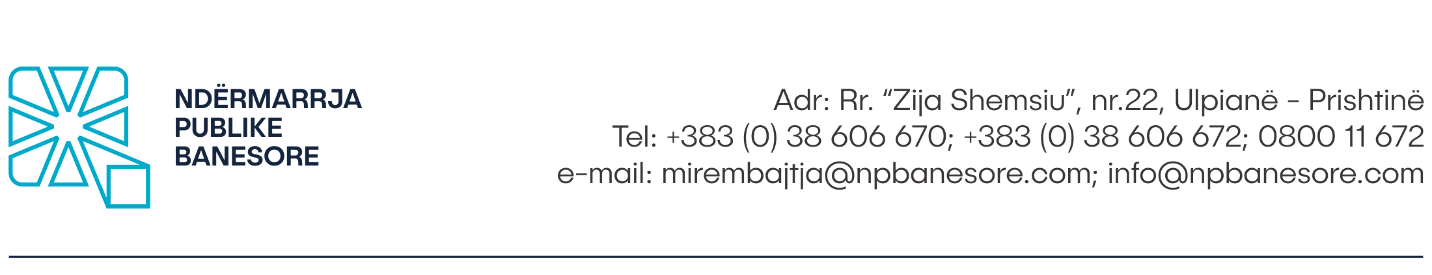 NDËRMARRJA
PUBLIKE
BANESORE
Adr: Rr. “Zija Shemsiu”, nr.22, Ulpianë - Prishtinë
Tel: +383 (0) 38 606 670; +383 (0) 38 606 672; 0800 11 672
e-mail: mirembajtja@npbanesore.com; info@npbanesore.com